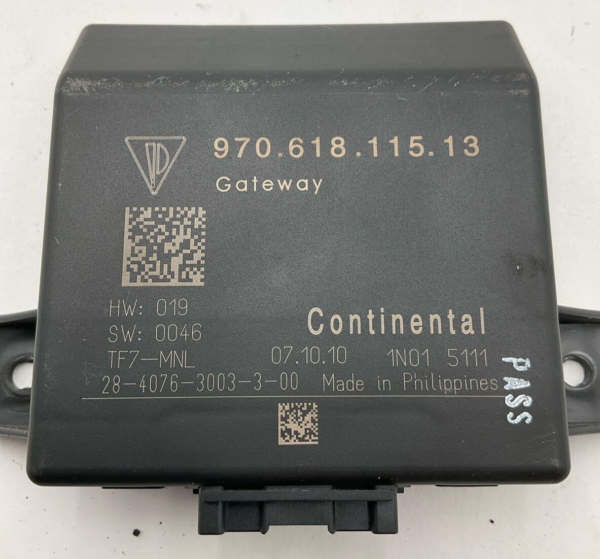 970.618.115.13
Gateway
HW: 019
SW: 0046
Continental
TF7-MNL 07.10.10 1N01 5111
28-4076-3003-3-00 Made in Philippines
PASS